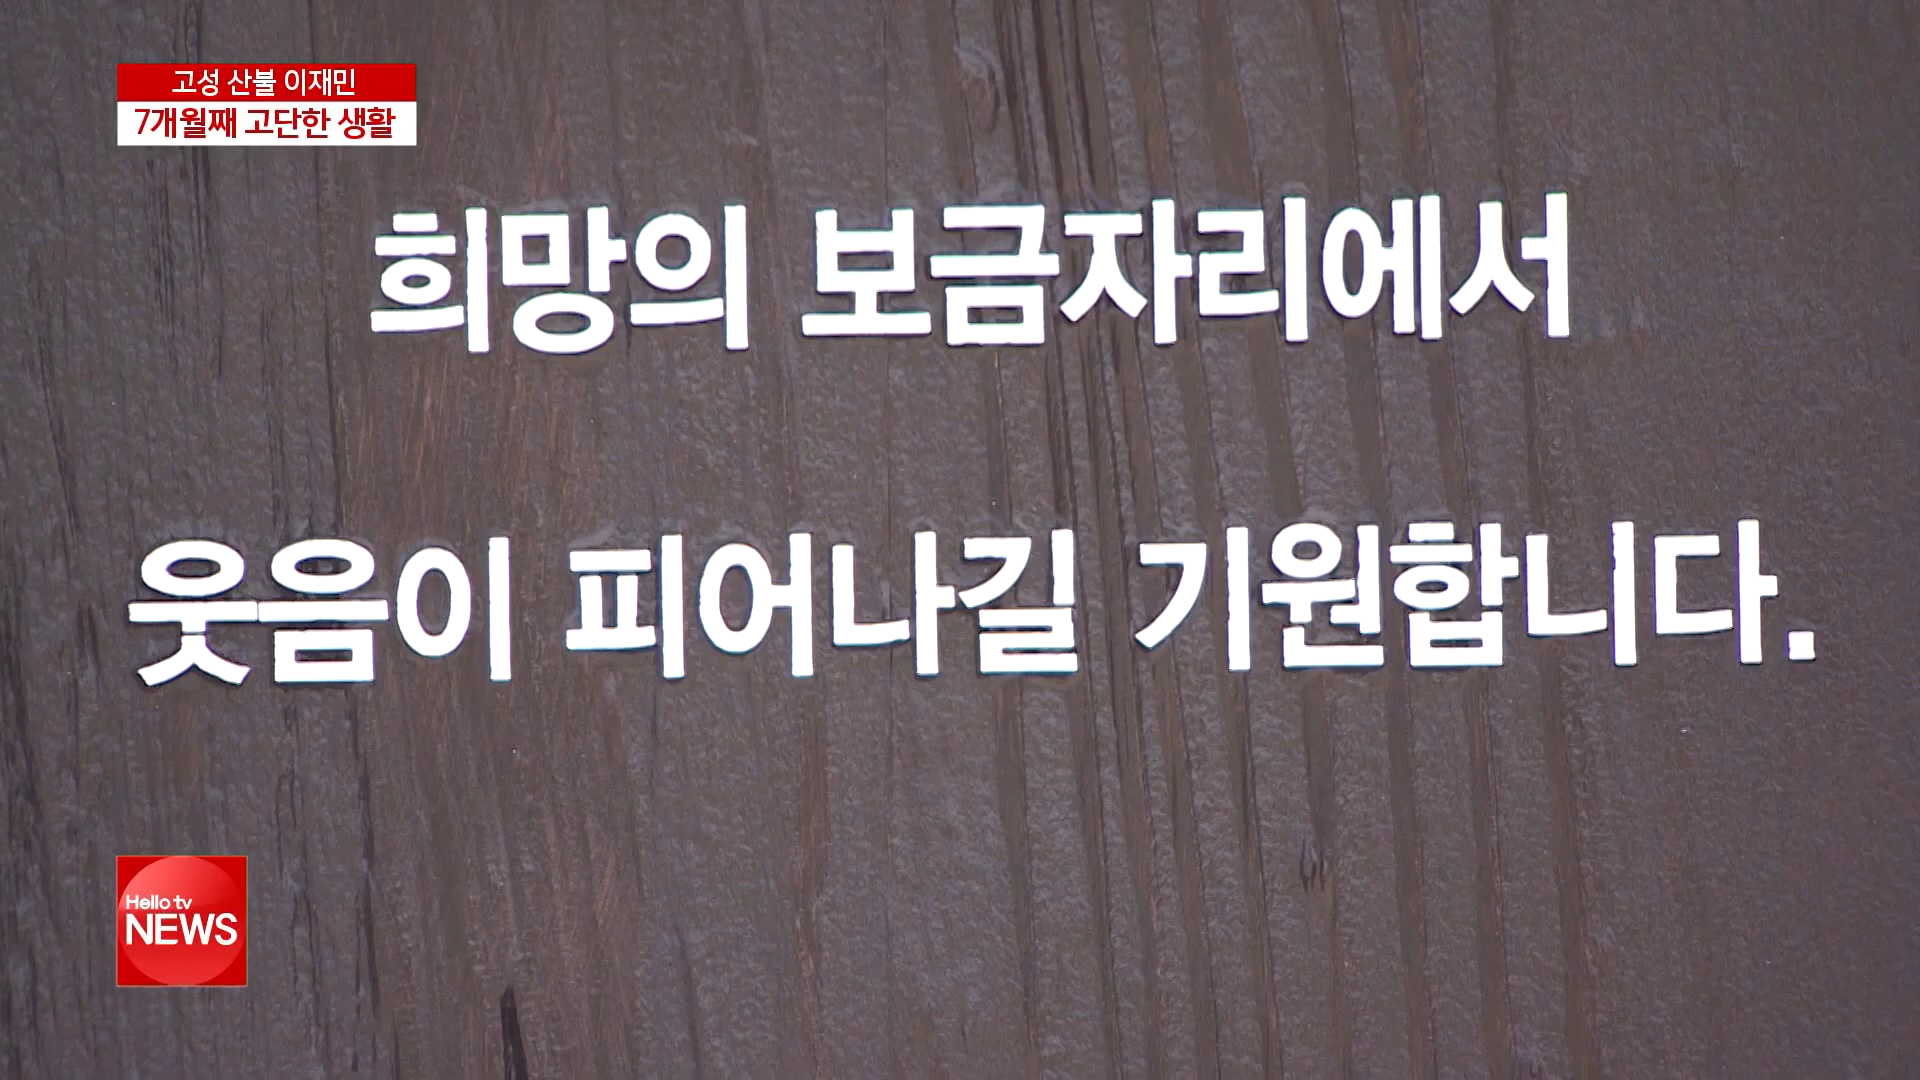 고성 산불 이재민
7개월째 고단한 생활
희망의 보금자리에서
웃음이 피어나길 기원합니다.
Hello tv
NEWS